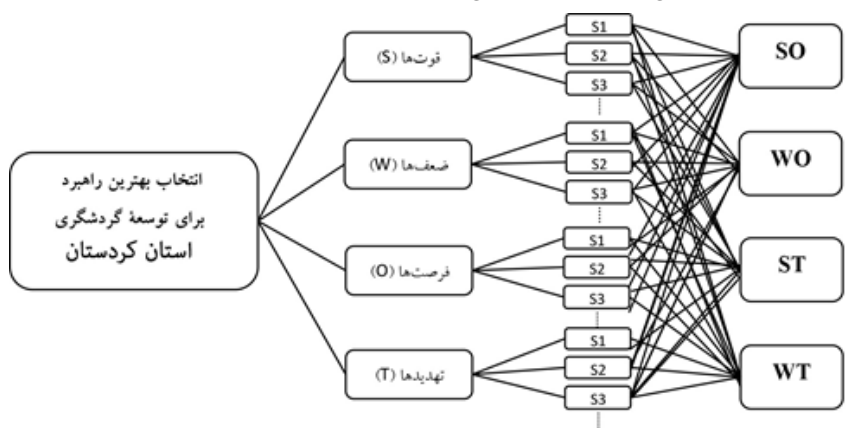 انتخاب بهترین راهبرد
برای توسعهٔ گردشگری
استان کردستان
قوت‌ها (S)
ضعف‌ها (W)
فرصت‌ها (O)
تهدیدها (T)
S1
S2
S3
S1
S2
S3
S1
S2
S3
S1
S2
S3
SO
WO
ST
WT